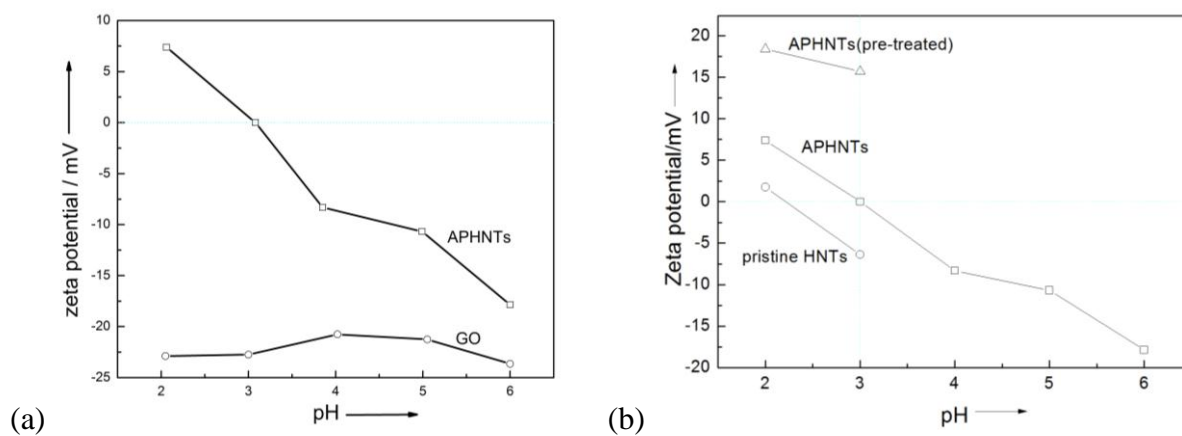 10
5
0
-5
-10
-15
-20
-25
zeta potential / mV
APHNTs
GO
2
3
4
5
6
pH
(a)
20
15
10
5
0
-5
-10
-15
-20
Zeta potential/mV
APHNTs(pre-treated)
APHNTs
pristine HNTs
2
3
4
5
6
pH
(b)